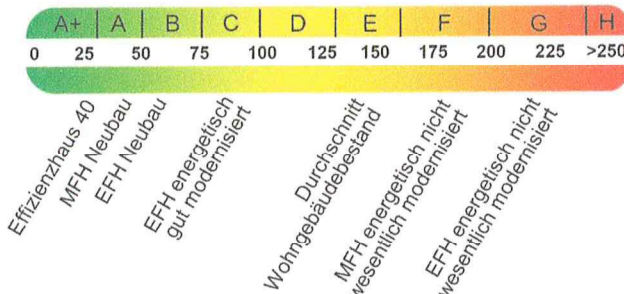 A+ A B C D E F G H
0 25 50 75 100 125 150 175 200 225 >250
Effizienzhaus 40
MFH Neubau
EFH Neubau
EFH energetisch
gut modernisiert
Durchschnitt
Wohngebäudebestand
MFH energetisch nicht
wesentlich modernisiert
EFH energetisch nicht
wesentlich modernisiert